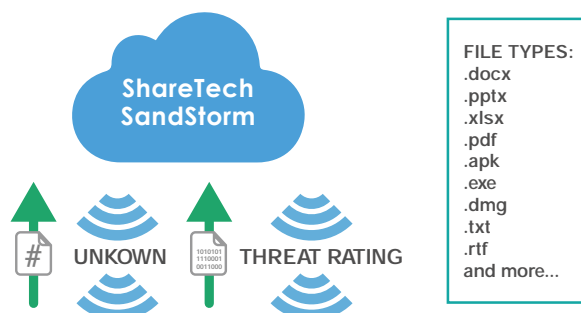 ShareTech
SandStorm
#
UNKOWN
1010101
1110001
0011000
THREAT RATING
FILE TYPES:
.docx
.pptx
.xlsx
.pdf
.apk
.exe
.dmg
.txt
.rtf
and more...